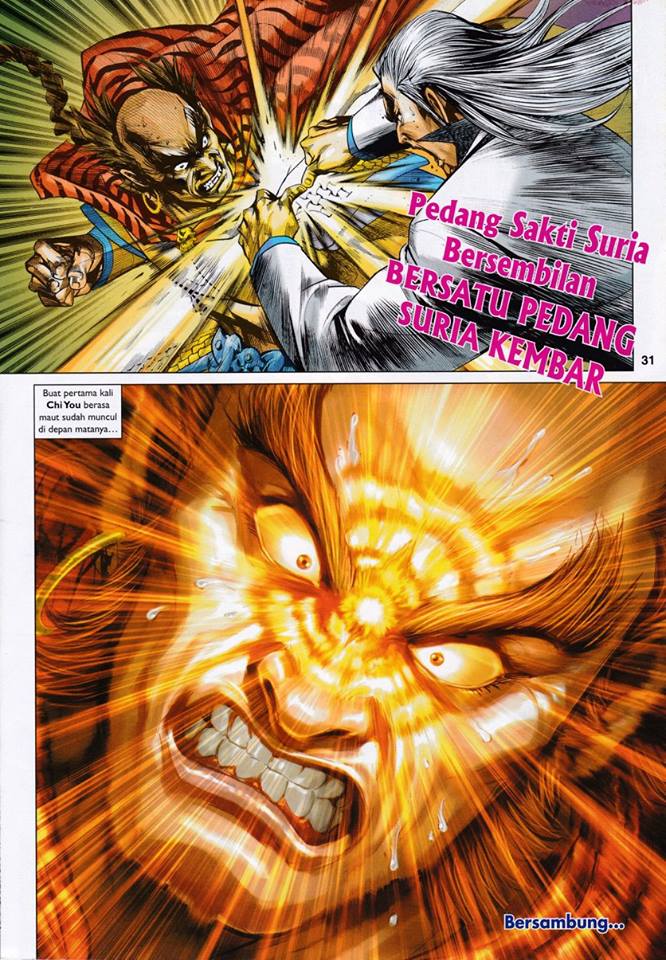 Pedang Sakti Suria
Bersembilan
BERSATU PEDANG
SURIA KEMBAR
31
Buat pertama kali
Chi You berasa
maut sudah muncul
di depan matanya…
Bersambung...